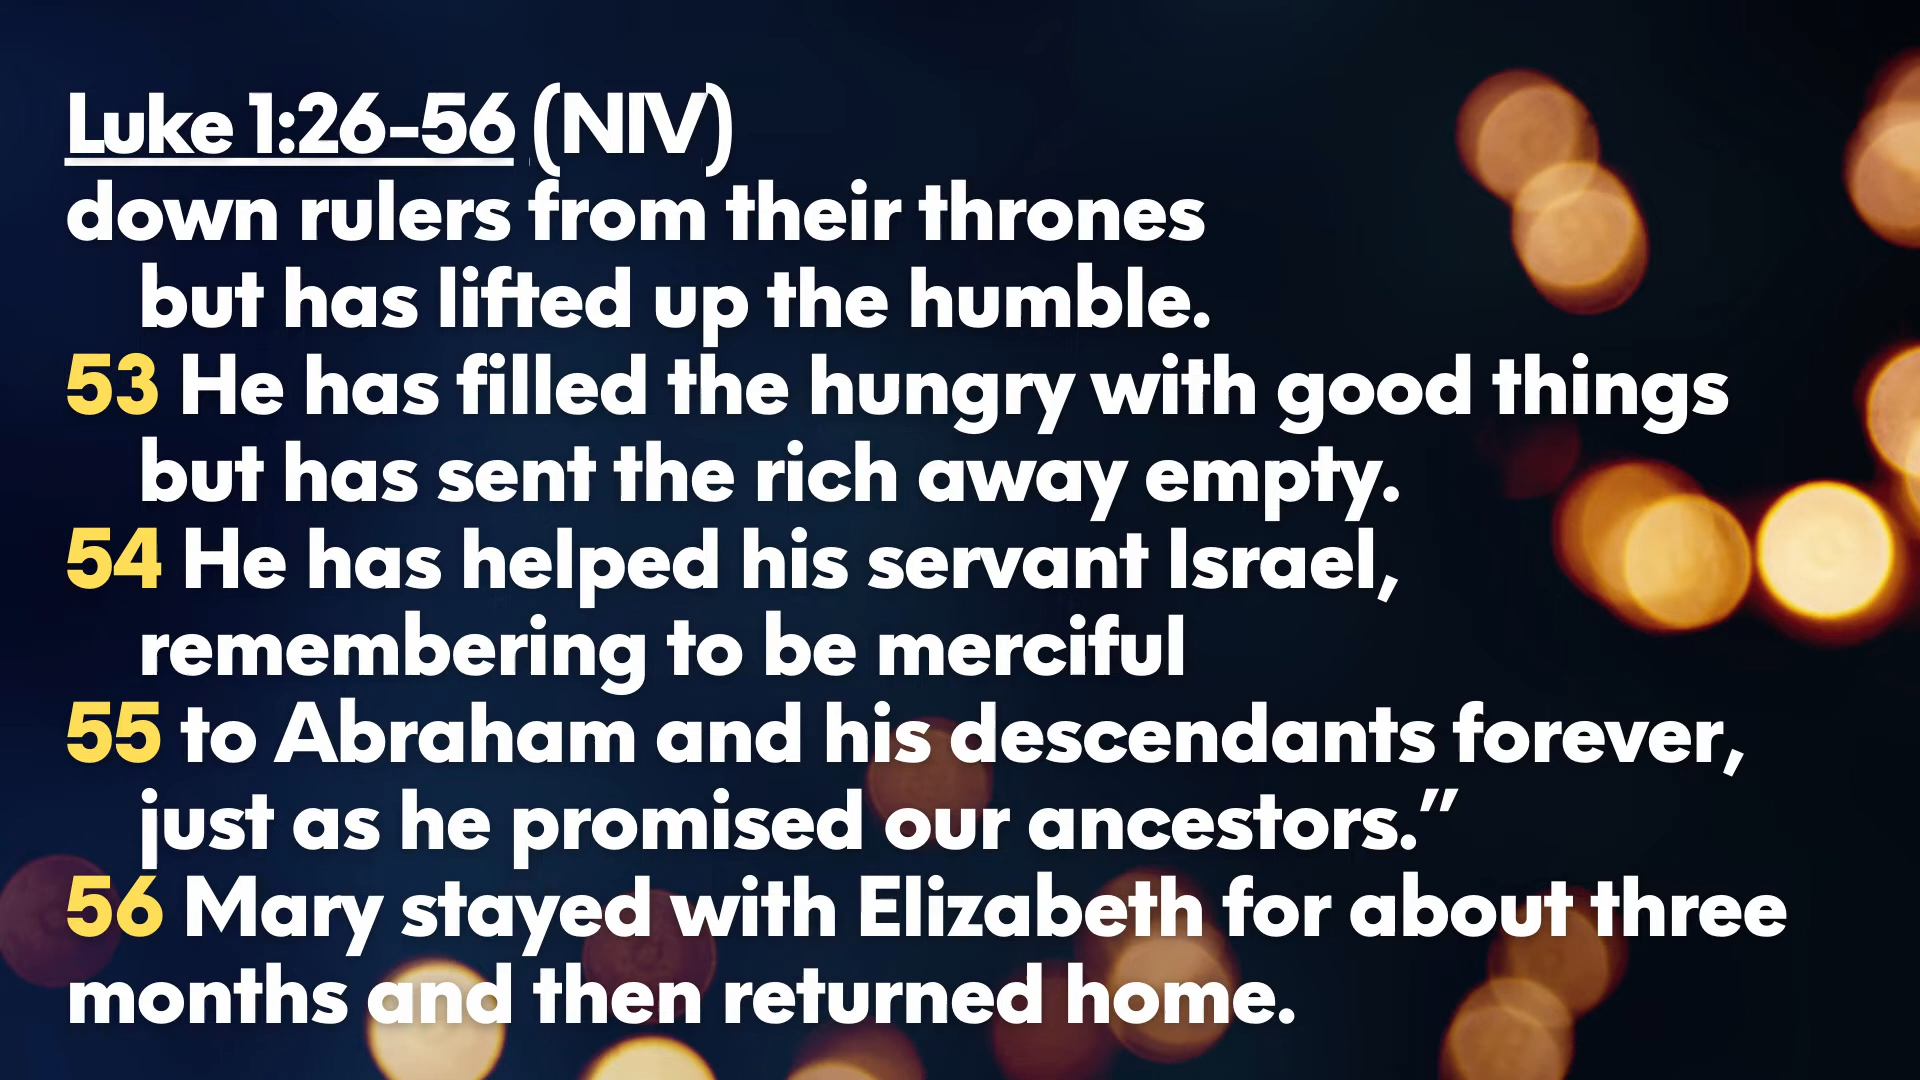 Luke 1:26-56 (NIV)
down rulers from their thrones
but has lifted up the humble.
53 He has filled the hungry with good things
but has sent the rich away empty.
54 He has helped his servant Israel,
remembering to be merciful
55 to Abraham and his descendants forever,
just as he promised our ancestors.”
56 Mary stayed with Elizabeth for about three
months and then returned home.